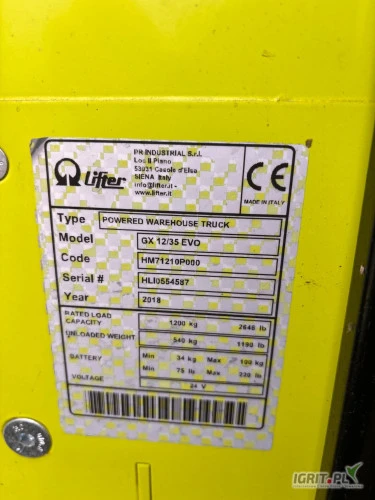 Lifter
PR-INDUSTRIAL S.r.l.
Loc. Il Piano
53031 Casole d'Elsa
SIENA Italy
info@lifter.it -
www.lifter.it
CE
MADE IN ITALY
Type POWERED WAREHOUSE TRUCK
Model GX 12/35 EVO
Code HM71210P000
Serial # HLI0554587
Year 2018
RATED LOAD CAPACITY 1200 kg 2646 lb
UNLOADED WEIGHT 540 kg 1190 lb
BATTERY Min 34 kg Max 100 kg
Min 75 lb Max 220 lb
VOLTAGE 24 V
IGRIT.PL